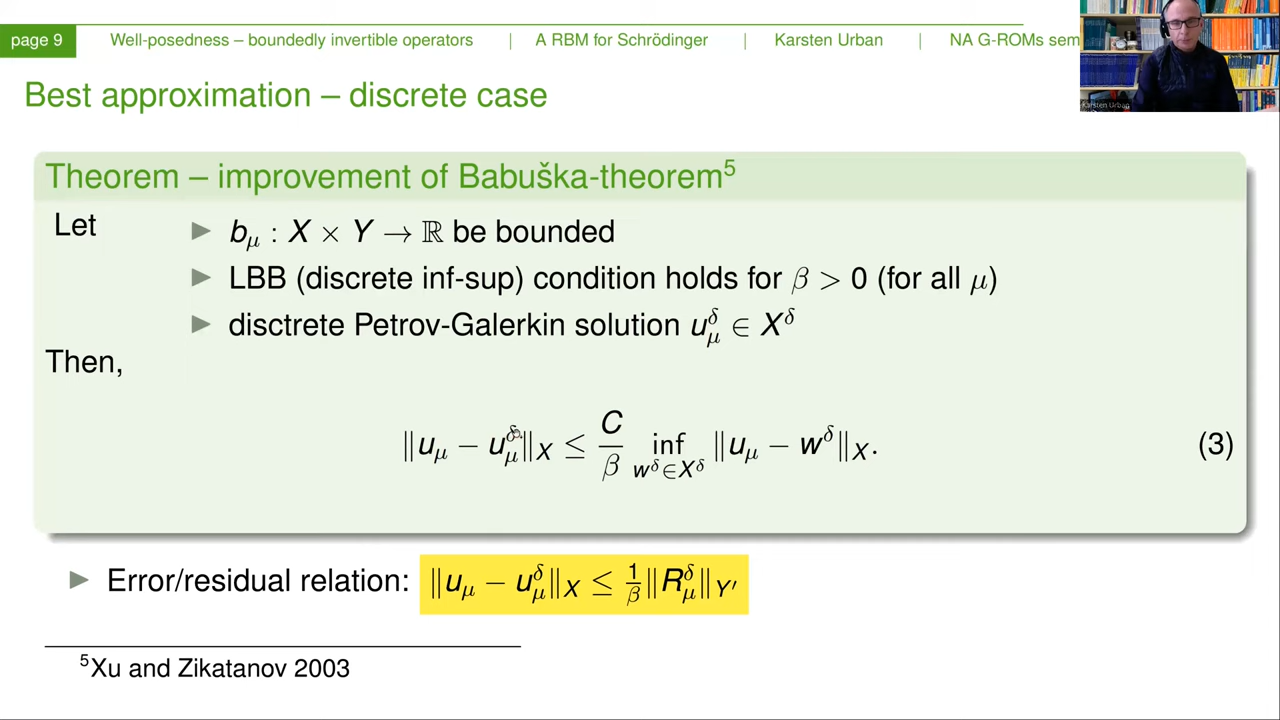 page 9 Well-posedness – boundedly invertible operators | A RBM for Schrödinger | Karsten Urban | NA G-ROMs sem
Karsten Urban
Best approximation – discrete case
Theorem – improvement of Babuška-theorem⁵
Let ▶ b_μ : X × Y → ℝ be bounded
▶ LBB (discrete inf-sup) condition holds for β > 0 (for all μ)
▶ disctrete Petrov-Galerkin solution u_μ^δ ∈ X^δ
Then,
‖u_μ − u_μ^δ‖_X ≤ C/β inf_{w^δ∈X^δ} ‖u_μ − w^δ‖_X. (3)
▶ Error/residual relation: ‖u_μ − u_μ^δ‖_X ≤ 1/β ‖R_μ^δ‖_Y′
⁵Xu and Zikatanov 2003